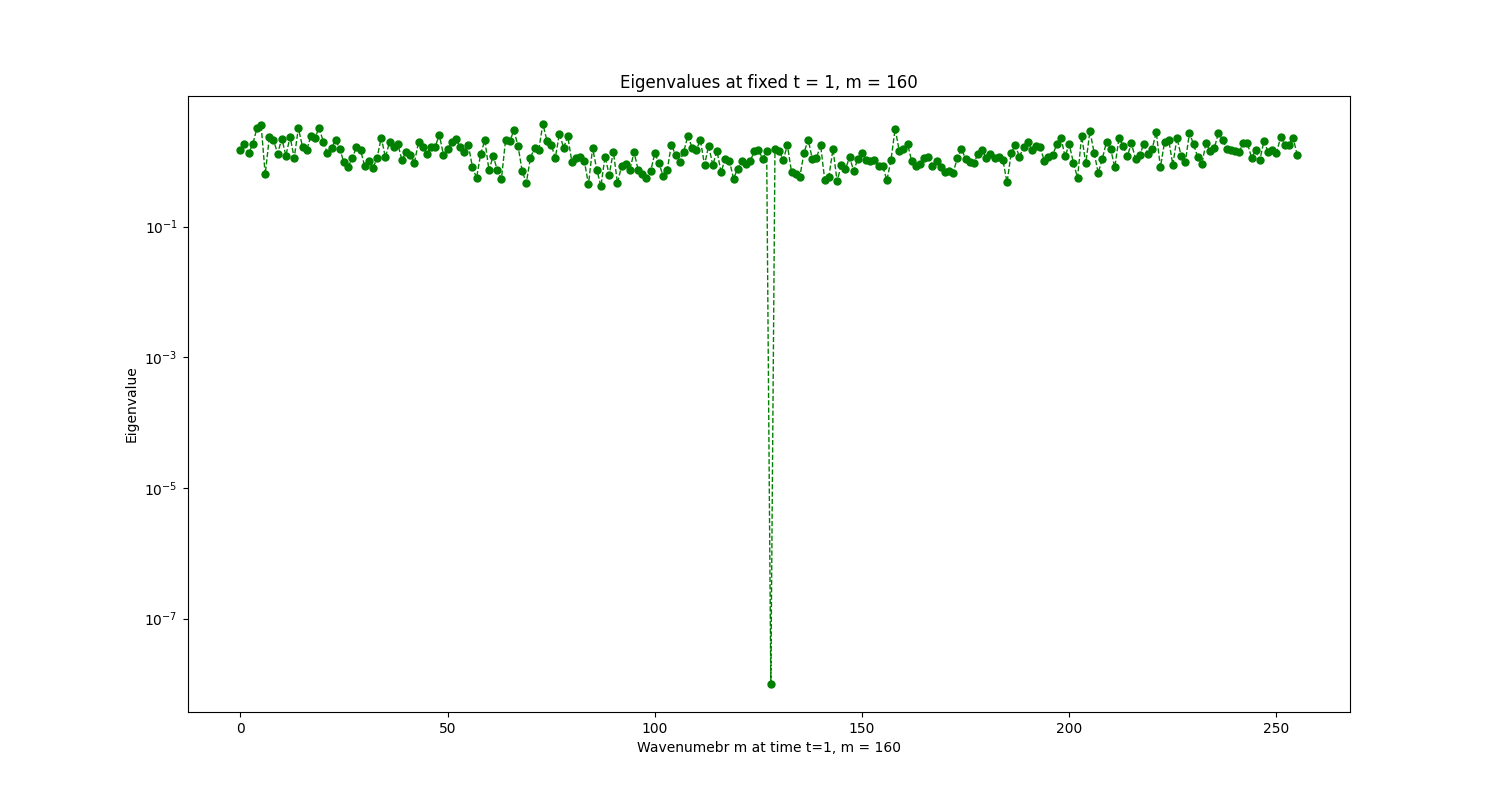 Eigenvalues at fixed t = 1, m = 160
Eigenvalue
10⁻¹
10⁻³
10⁻⁵
10⁻⁷
0 50 100 150 200 250
Wavenumebr m at time t=1, m = 160